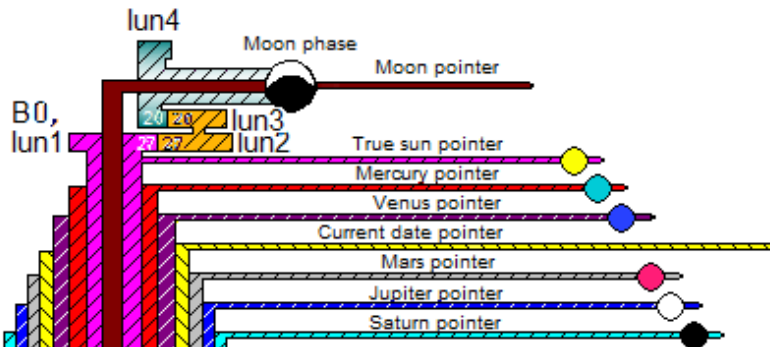 lun4
Moon phase
Moon pointer
B0,
lun1
20 20
lun3
27 27
lun2
True sun pointer
Mercury pointer
Venus pointer
Current date pointer
Mars pointer
Jupiter pointer
Saturn pointer